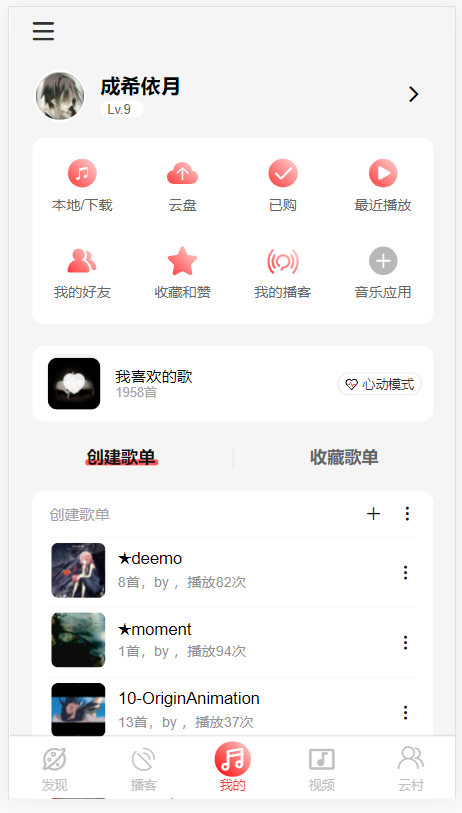 成希依月
Lv.9
本地/下载 云盘 已购 最近播放
我的好友 收藏和赞 我的播客 音乐应用
我喜欢的歌
1958首
心动模式
创建歌单 收藏歌单
创建歌单
★deemo
8首，by ，播放82次
★moment
1首，by ，播放94次
10-OriginAnimation
13首，by ，播放37次
发现 播客 我的 视频 云村